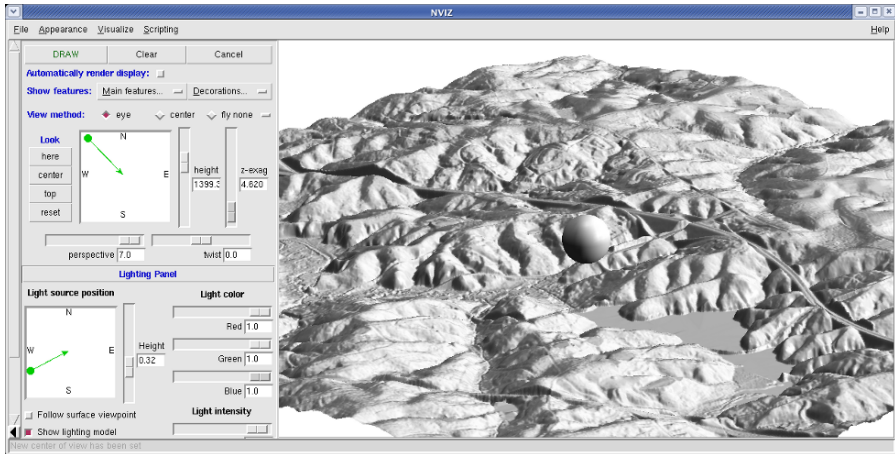 NVIZ
File Appearance Visualize Scripting Help
DRAW Clear Cancel
Automatically render display:
Show features: Main features... Decorations...
View method: eye center fly none
Look
here
center
top
reset
N
W E
S
height
1399.3
z-exag
4.820
perspective 7.0 twist 0.0
Lighting Panel
Light source position
N
W E
S
Height
0.32
Light color
Red 1.0
Green 1.0
Blue 1.0
Light intensity
Follow surface viewpoint
Show lighting model
New center of view has been set